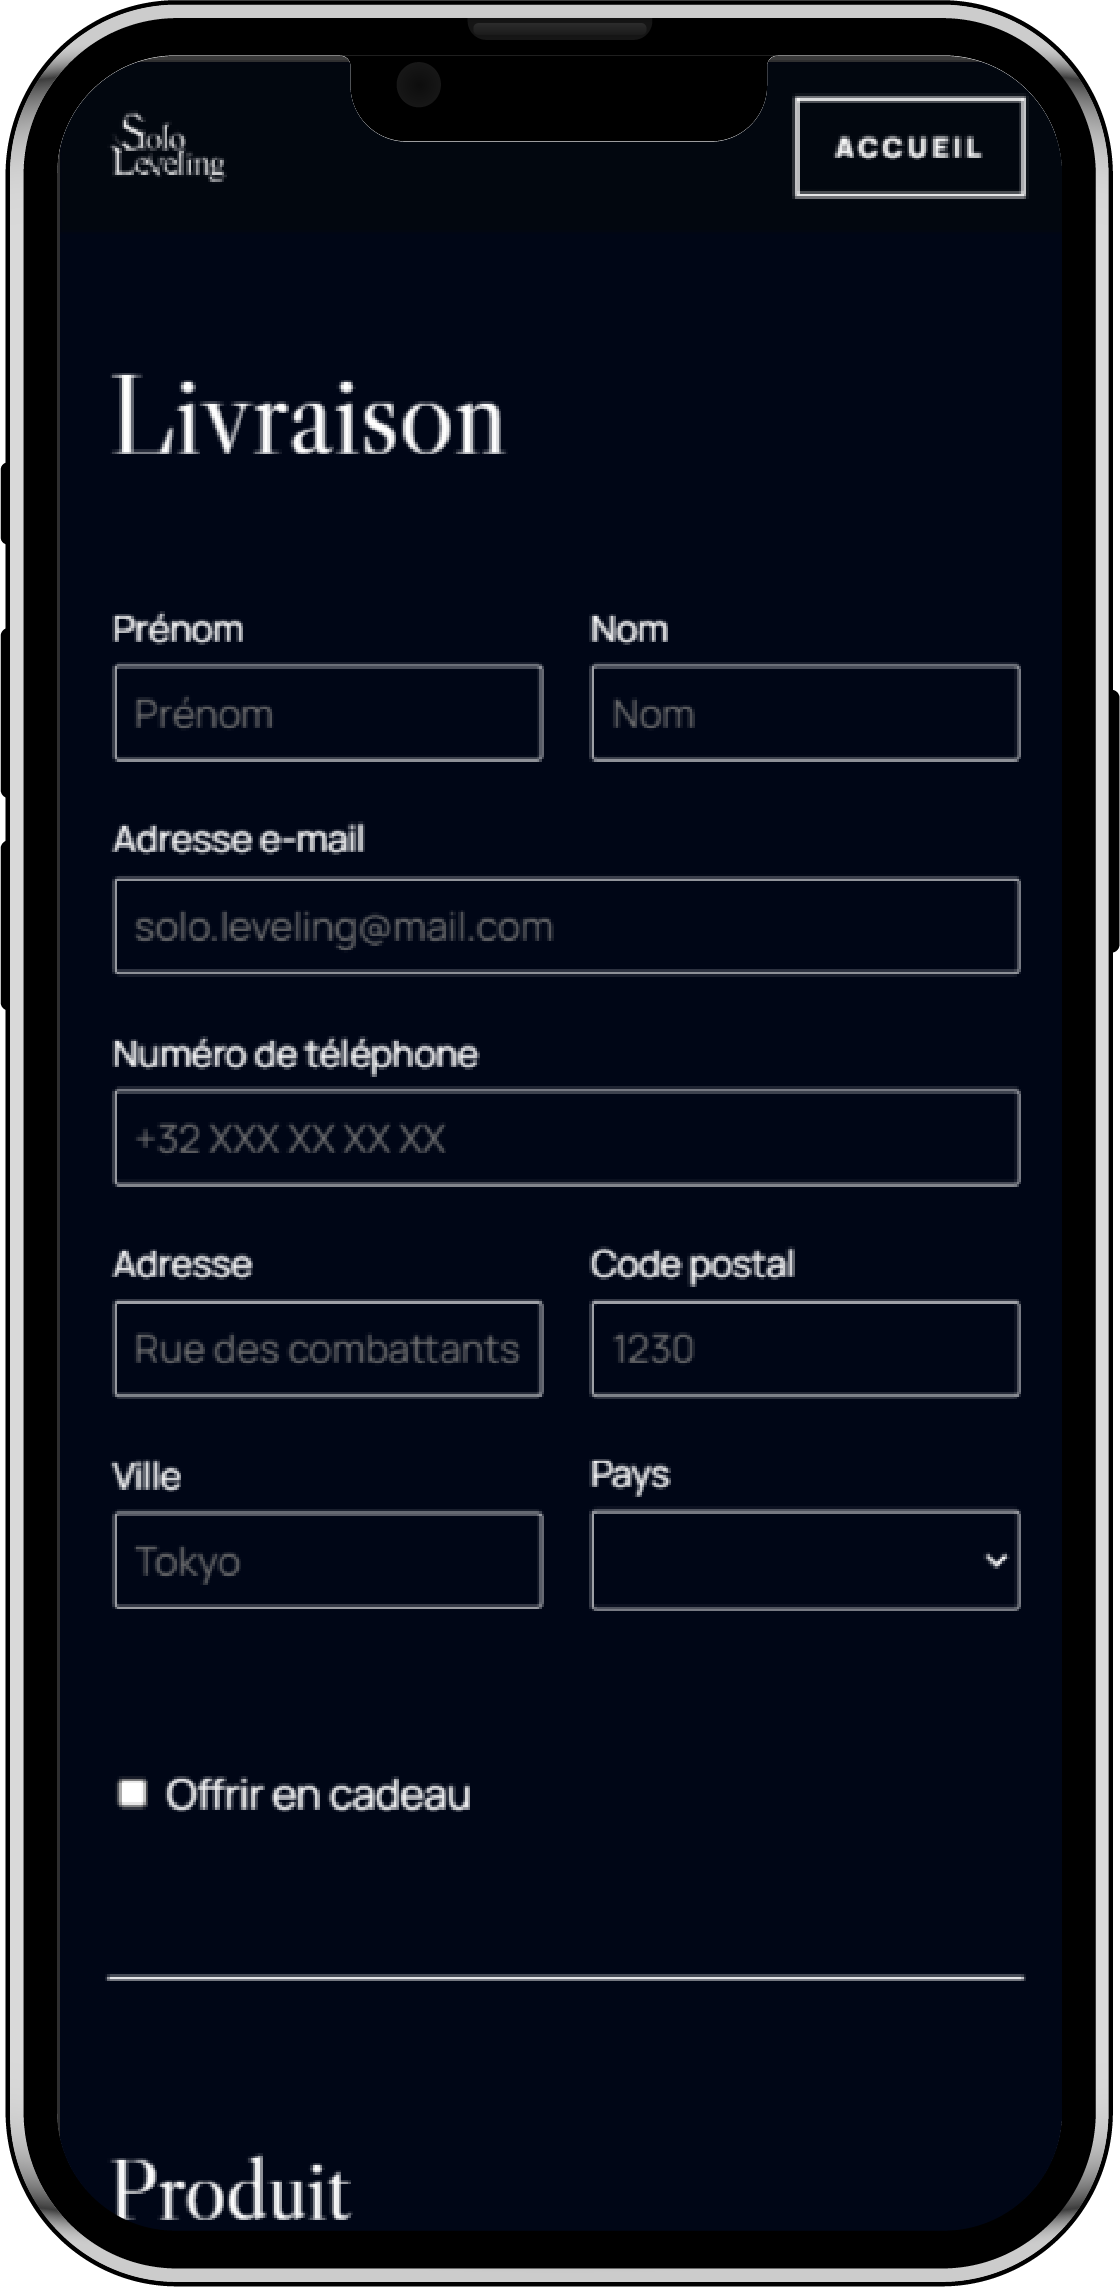 Solo
Leveling
ACCUEIL
Livraison
Prénom Nom
Prénom Nom
Adresse e-mail
solo.leveling@mail.com
Numéro de téléphone
+32 XXX XX XX XX
Adresse Code postal
Rue des combattants 1230
Ville Pays
Tokyo
Offrir en cadeau
Produit